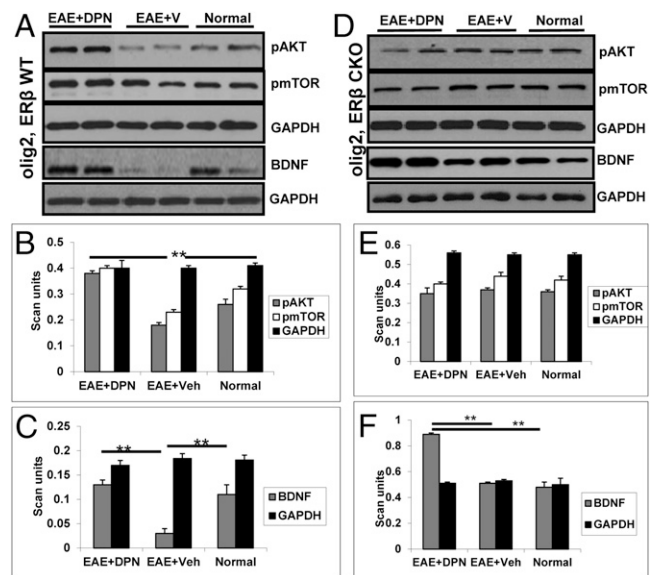 A
EAE+DPN EAE+V Normal
olig2, ERβ WT
pAKT
pmTOR
GAPDH
BDNF
GAPDH
D
EAE+DPN EAE+V Normal
olig2, ERβ CKO
pAKT
pmTOR
GAPDH
BDNF
GAPDH
B
Scan units
0.5
0.4
0.3
0.2
0.1
0
**
EAE+DPN EAE+Veh Normal
pAKT
pmTOR
GAPDH
E
Scan units
0.6
0.5
0.4
0.3
0.2
0.1
0
EAE+DPN EAE+Veh Normal
pAKT
pmTOR
GAPDH
C
Scan units
0.25
0.2
0.15
0.1
0.05
0
** **
EAE+DPN EAE+Veh Normal
BDNF
GAPDH
F
Scan units
1
0.8
0.6
0.4
0.2
0
**
**
EAE+DPN EAE+Veh Normal
BDNF
GAPDH